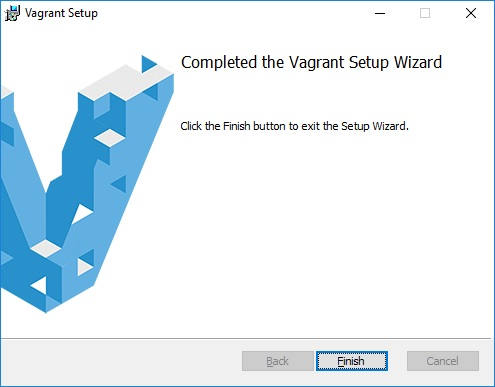 Vagrant Setup
Completed the Vagrant Setup Wizard
Click the Finish button to exit the Setup Wizard.
Back
Finish
Cancel